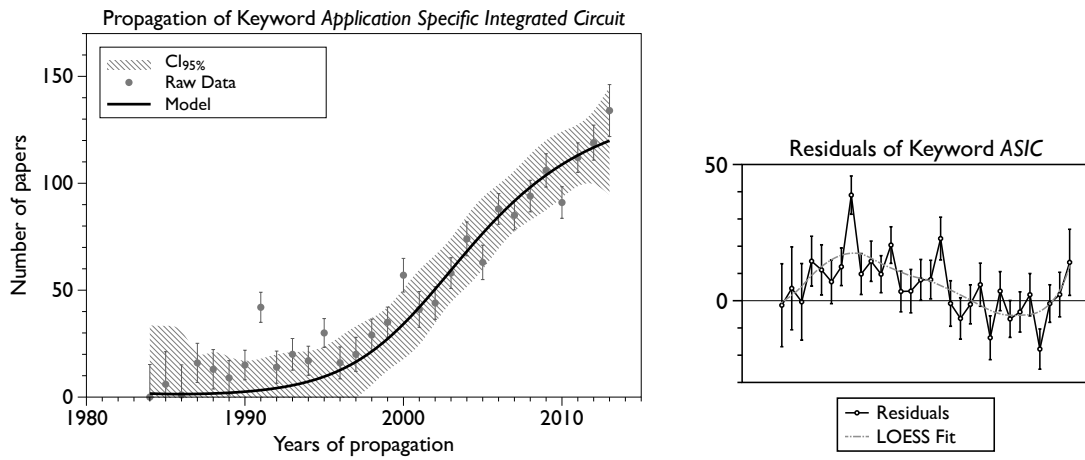 Propagation of Keyword Application Specific Integrated Circuit
CI95%
Raw Data
Model
150
100
50
0
Number of papers
1980
1990
2000
2010
Years of propagation
Residuals of Keyword ASIC
50
0
Residuals
LOESS Fit